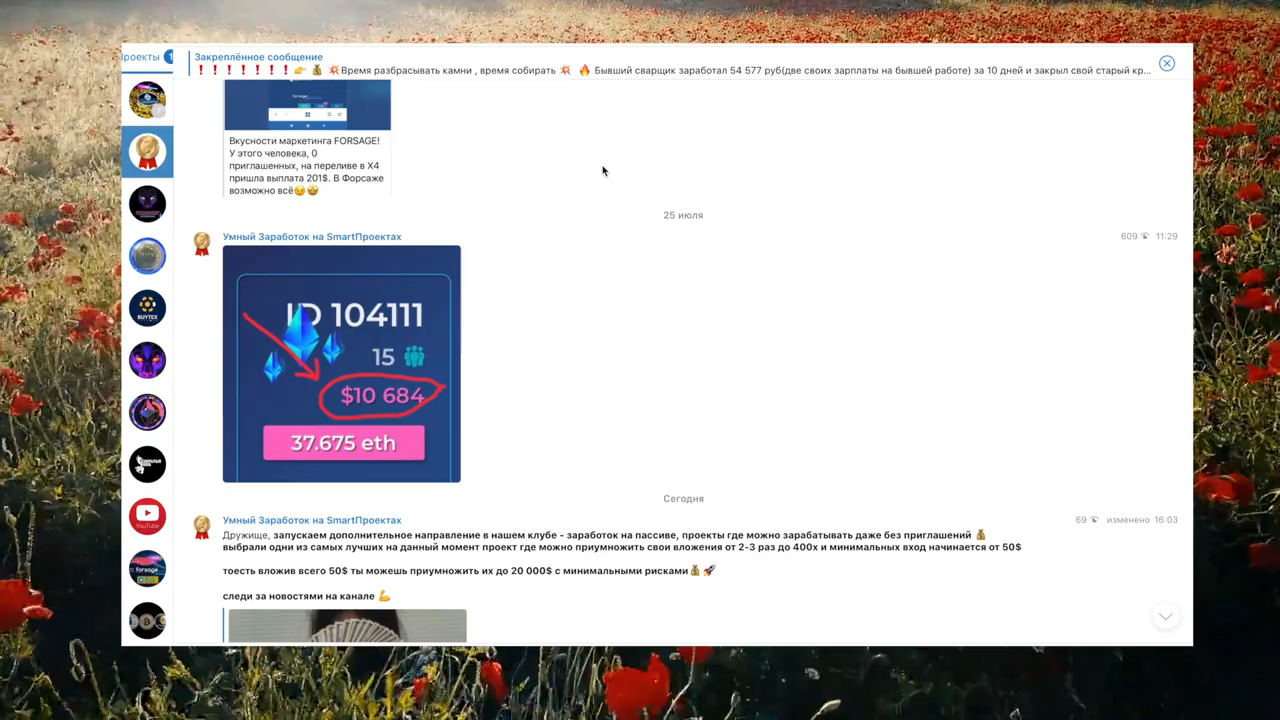 Проекты 1
Закреплённое сообщение
❗❗❗❗❗❗❗👉 💰 💥Время разбрасывать камни , время собирать 💥 🔥 Бывший сварщик заработал 54 577 руб(две своих зарплаты на бывшей работе) за 10 дней и закрыл свой старый кр...
forsage
Вкусности маркетинга FORSAGE!
У этого человека, 0
приглашенных, на переливе в X4
пришла выплата 201$. В Форсаже
возможно всё😉🤩
25 июля
Умный Заработок на SmartПроектах
609 11:29
ID 104111
15
$10 684
37.675 eth
Сегодня
Умный Заработок на SmartПроектах
69 изменено 16:03
Дружище, запускаем дополнительное направление в нашем клубе - заработок на пассиве, проекты где можно зарабатывать даже без приглашений 💰
выбрали одни из самых лучших на данный момент проект где можно приумножить свои вложения от 2-3 раз до 400х и минимальных вход начинается от 50$
тоесть вложив всего 50$ ты можешь приумножить их до 20 000$ с минимальными рисками💰🚀
следи за новостями на канале 💪
BUYTEX
YouTube
forsage